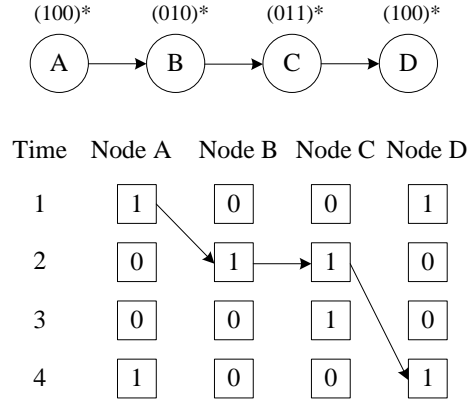 (100)* (010)* (011)* (100)*
A B C D
Time Node A Node B Node C Node D
1 1 0 0 1
2 0 1 1 0
3 0 0 1 0
4 1 0 0 1